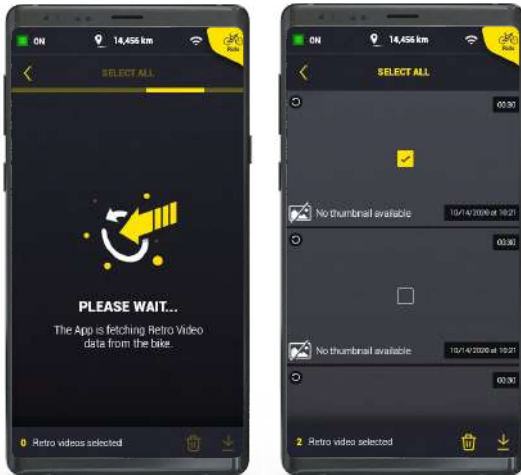 ON
14,456 km
Ride
SELECT ALL
PLEASE WAIT...
The App is fetching Retro Video
data from the bike.
0 Retro videos selected
ON
14,456 km
Ride
SELECT ALL
00:30
No thumbnail available
10/14/2020 at 10:21
00:30
No thumbnail available
10/14/2020 at 10:21
00:30
2 Retro video selected